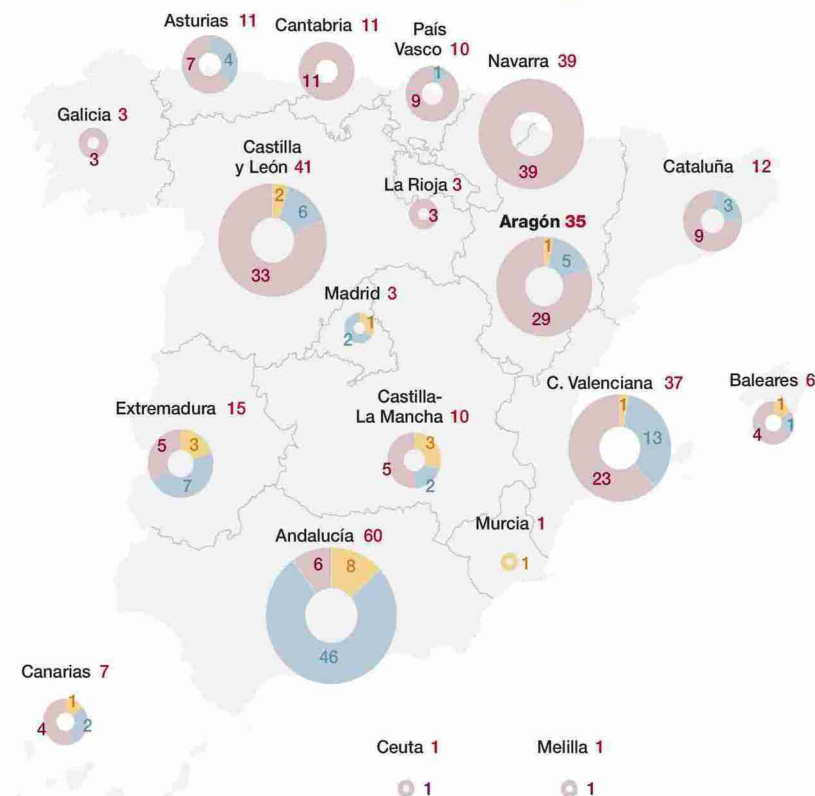 Asturias 11
7
4
Cantabria 11
11
País
Vasco 10
1
9
Navarra 39
39
Galicia 3
3
Castilla
y León 41
2
6
33
La Rioja 3
3
Cataluña 12
3
9
Aragón 35
1
5
29
Madrid 3
1
2
C. Valenciana 37
1
13
23
Baleares 6
1
1
4
Extremadura 15
5
3
7
Castilla-
La Mancha 10
3
5
2
Murcia 1
1
Andalucía 60
6
8
46
Canarias 7
1
4
2
Ceuta 1
1
Melilla 1
1